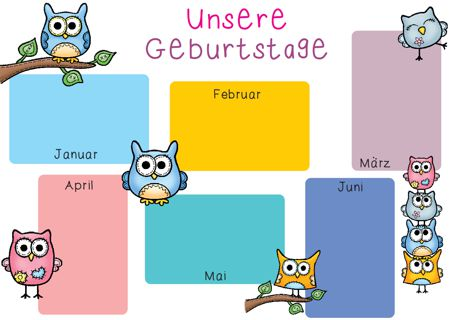 Unsere
Geburtstage
Januar
Februar
März
April
Mai
Juni